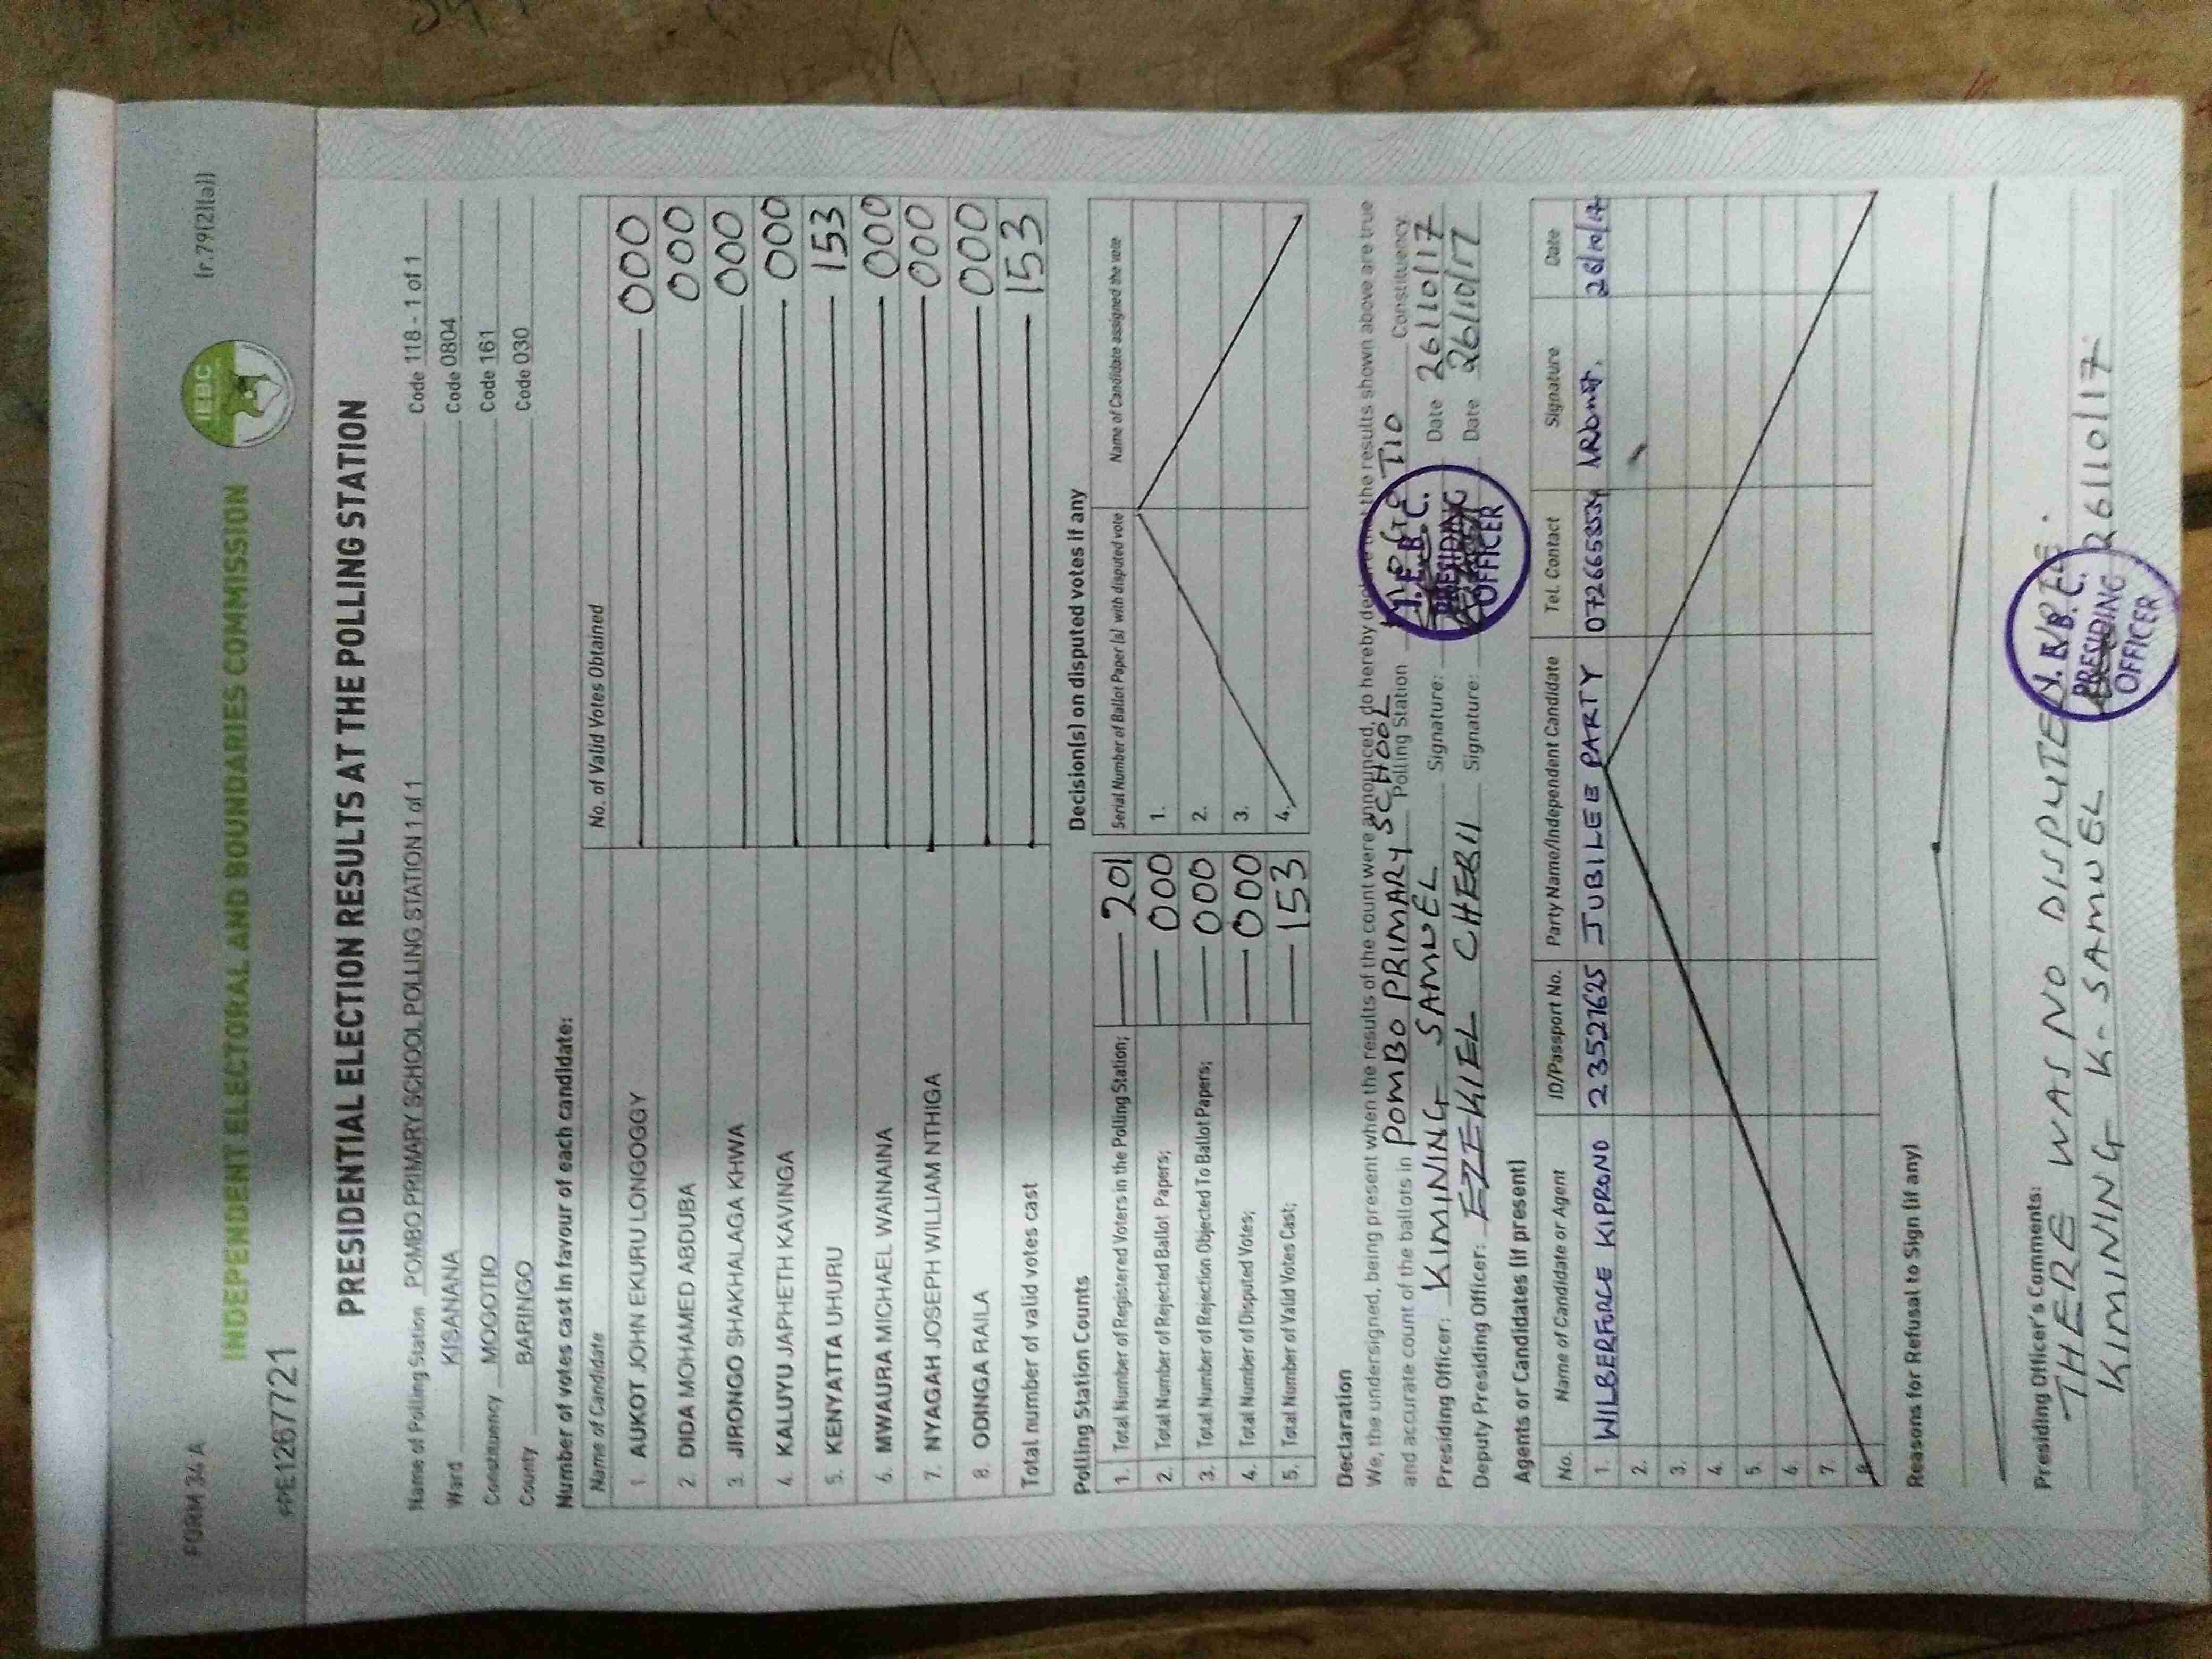 FORM 34A (r.79(2)(a))
IEBC
INDEPENDENT ELECTORAL AND BOUNDARIES COMMISSION
PRE1267721
PRESIDENTIAL ELECTION RESULTS AT THE POLLING STATION
Name of Polling Station POMBO PRIMARY SCHOOL POLLING STATION 1 of 1 Code 118 - 1 of 1
Ward KISANANA Code 0804
Constituency MOGOTIO Code 161
County BARINGO Code 030
Number of votes cast in favour of each candidate:
Name of Candidate No. of Valid Votes Obtained
1. AUKOT JOHN EKURU LONGOGGY 000
2. DIDA MOHAMED ABDUBA 000
3. JIRONGO SHAKHALAGA KHWA 000
4. KALUYU JAPHETH KAVINGA 000
5. KENYATTA UHURU 153
6. MWAURA MICHAEL WAINAINA 000
7. NYAGAH JOSEPH WILLIAM NTHIGA 000
8. ODINGA RAILA 000
Total number of valid votes cast 153
Polling Station Counts
1. Total Number of Registered Voters in the Polling Station; 201
2. Total Number of Rejected Ballot Papers; 000
3. Total Number of Rejection Objected To Ballot Papers; 000
4. Total Number of Disputed Votes; 000
5. Total Number of Valid Votes Cast; 153
Decision(s) on disputed votes if any
Serial Number of Ballot Paper (s) with disputed vote Name of Candidate assigned the vote
1.
2.
3.
4.
Declaration
We, the undersigned, being present when the results of the count were announced, do hereby declare that the results shown above are true
and accurate count of the ballots in POMBO PRIMARY SCHOOL Polling Station MOGOTIO Constituency
Presiding Officer: KIMINING SAMUEL Signature: Date 26/10/17
Deputy Presiding Officer: EZEKIEL CHEBII Signature: Date 26/10/17
I.E.B.C.
PRESIDING
OFFICER
Agents or Candidates (if present)
No. Name of Candidate or Agent ID/Passport No. Party Name/Independent Candidate Tel. Contact Signature Date
1. WILBERFORCE KIPRONO 23521625 JUBILEE PARTY 0726658534 26/10/17
2.
3.
4.
5.
6.
7.
8.
Reasons for Refusal to Sign (if any)
Presiding Officer's Comments:
THERE WAS NO DISPUTE
KIMINING K. SAMUEL 26/10/17
I.E.B.C.
PRESIDING
OFFICER